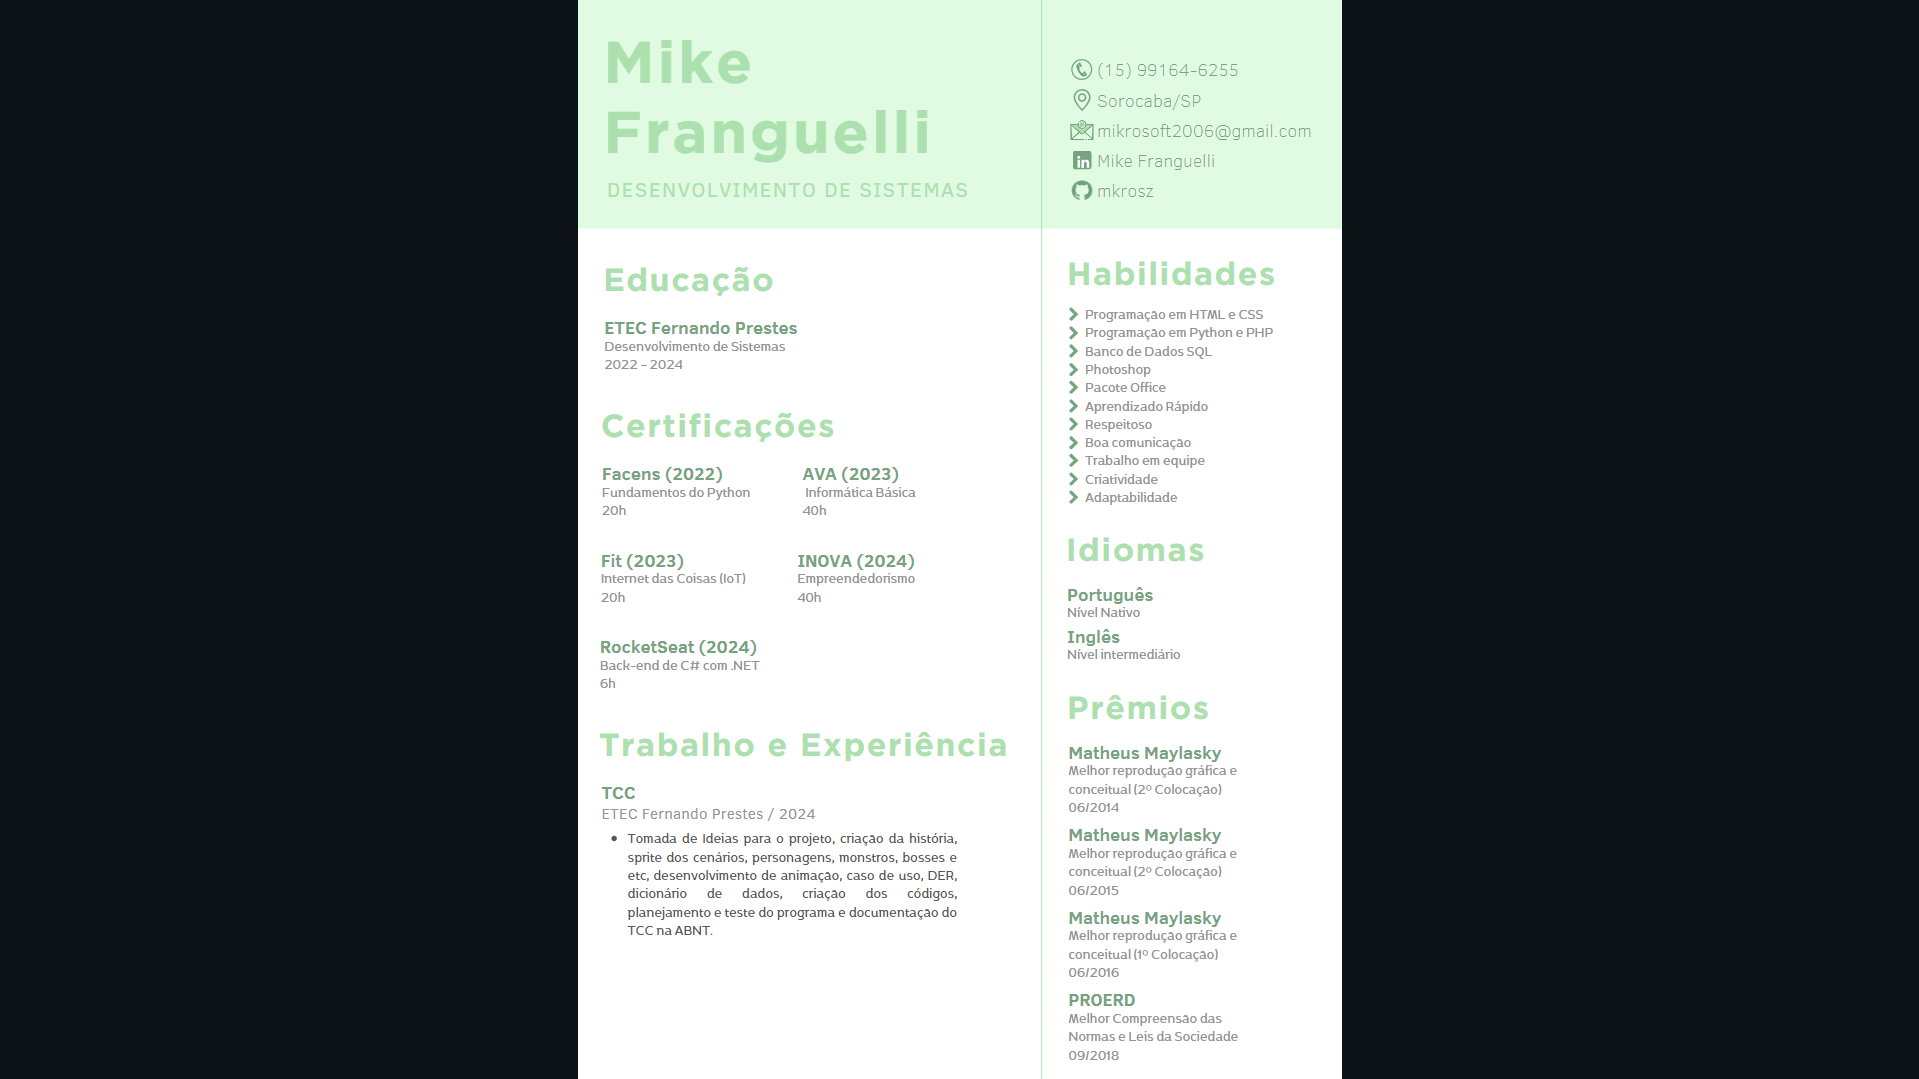 Mike
Franguelli
DESENVOLVIMENTO DE SISTEMAS
(15) 99164-6255
Sorocaba/SP
mikrosoft2006@gmail.com
Mike Franguelli
mkrosz
Educação
ETEC Fernando Prestes
Desenvolvimento de Sistemas
2022 - 2024
Certificações
Facens (2022)
Fundamentos do Python
20h
AVA (2023)
Informática Básica
40h
Fit (2023)
Internet das Coisas (IoT)
20h
INOVA (2024)
Empreendedorismo
40h
RocketSeat (2024)
Back-end de C# com .NET
6h
Trabalho e Experiência
TCC
ETEC Fernando Prestes / 2024
• Tomada de Ideias para o projeto, criação da história,
sprite dos cenários, personagens, monstros, bosses e
etc, desenvolvimento de animação, caso de uso, DER,
dicionário de dados, criação dos códigos,
planejamento e teste do programa e documentação do
TCC na ABNT.
Habilidades
Programação em HTML e CSS
Programação em Python e PHP
Banco de Dados SQL
Photoshop
Pacote Office
Aprendizado Rápido
Respeitoso
Boa comunicação
Trabalho em equipe
Criatividade
Adaptabilidade
Idiomas
Português
Nível Nativo
Inglês
Nível intermediário
Prêmios
Matheus Maylasky
Melhor reprodução gráfica e
conceitual (2º Colocação)
06/2014
Matheus Maylasky
Melhor reprodução gráfica e
conceitual (2º Colocação)
06/2015
Matheus Maylasky
Melhor reprodução gráfica e
conceitual (1º Colocação)
06/2016
PROERD
Melhor Compreensão das
Normas e Leis da Sociedade
09/2018